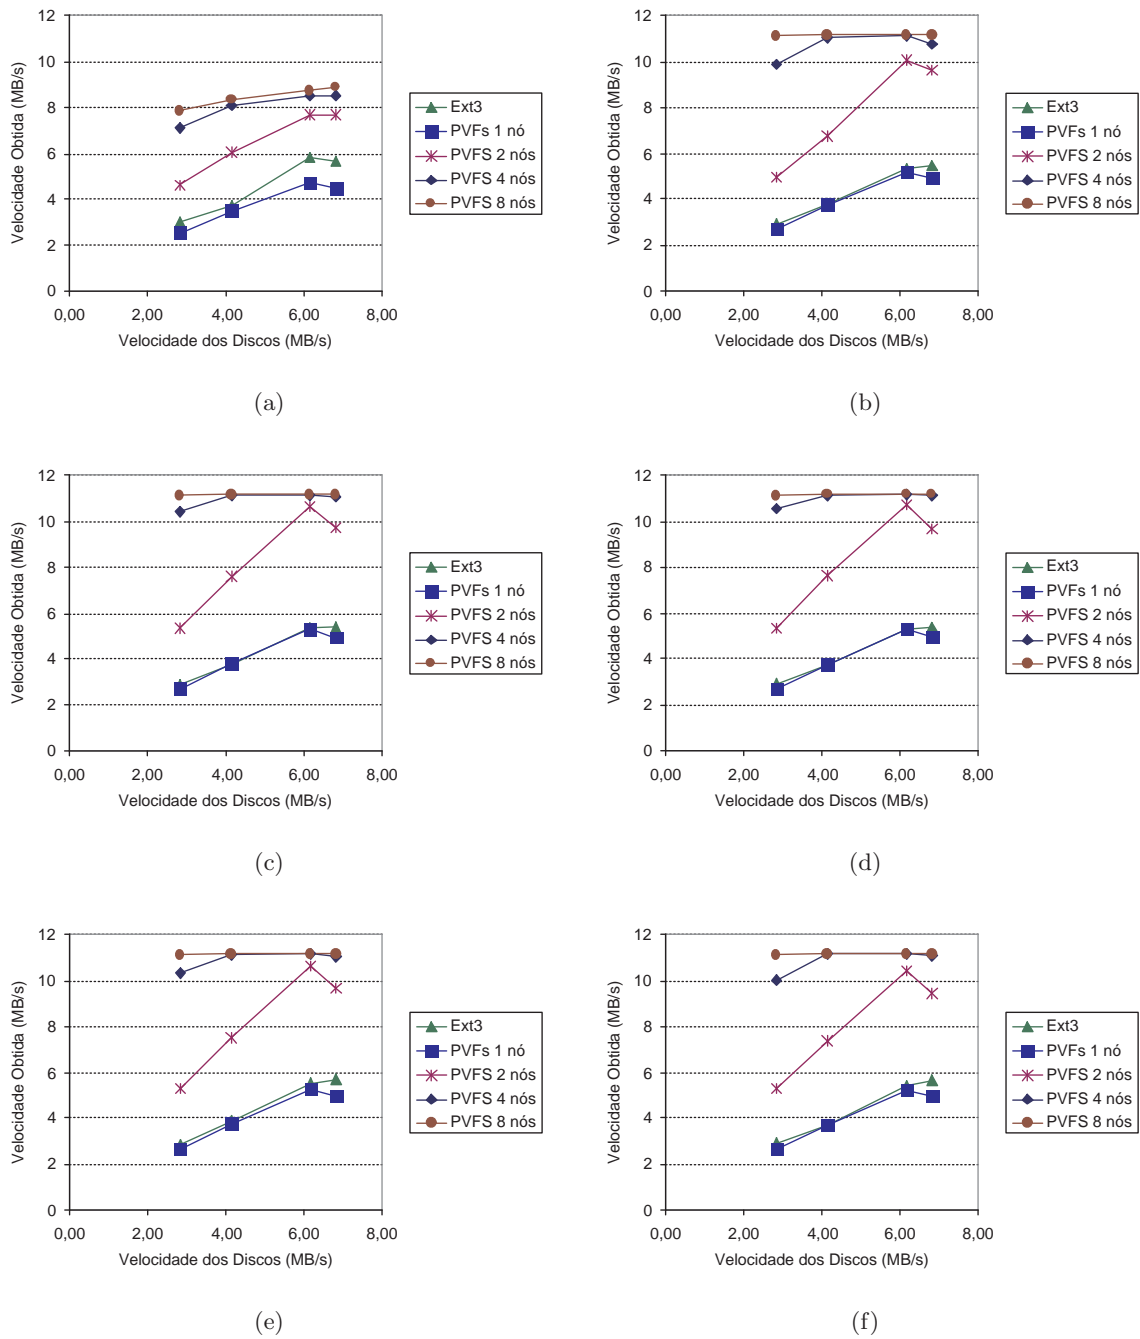 12
10
8
6
4
2
0
0,00 2,00 4,00 6,00 8,00
Velocidade Obtida (MB/s)
Velocidade dos Discos (MB/s)
Ext3
PVFs 1 nó
PVFS 2 nós
PVFS 4 nós
PVFS 8 nós
(a)
12
10
8
6
4
2
0
0,00 2,00 4,00 6,00 8,00
Velocidade Obtida (MB/s)
Velocidade dos Discos (MB/s)
Ext3
PVFs 1 nó
PVFS 2 nós
PVFS 4 nós
PVFS 8 nós
(b)
12
10
8
6
4
2
0
0,00 2,00 4,00 6,00 8,00
Velocidade Obtida (MB/s)
Velocidade dos Discos (MB/s)
Ext3
PVFs 1 nó
PVFS 2 nós
PVFS 4 nós
PVFS 8 nós
(c)
12
10
8
6
4
2
0
0,00 2,00 4,00 6,00 8,00
Velocidade Obtida (MB/s)
Velocidade dos Discos (MB/s)
Ext3
PVFs 1 nó
PVFS 2 nós
PVFS 4 nós
PVFS 8 nós
(d)
12
10
8
6
4
2
0
0,00 2,00 4,00 6,00 8,00
Velocidade Obtida (MB/s)
Velocidade dos Discos (MB/s)
Ext3
PVFs 1 nó
PVFS 2 nós
PVFS 4 nós
PVFS 8 nós
(e)
12
10
8
6
4
2
0
0,00 2,00 4,00 6,00 8,00
Velocidade Obtida (MB/s)
Velocidade dos Discos (MB/s)
Ext3
PVFs 1 nó
PVFS 2 nós
PVFS 4 nós
PVFS 8 nós
(f)